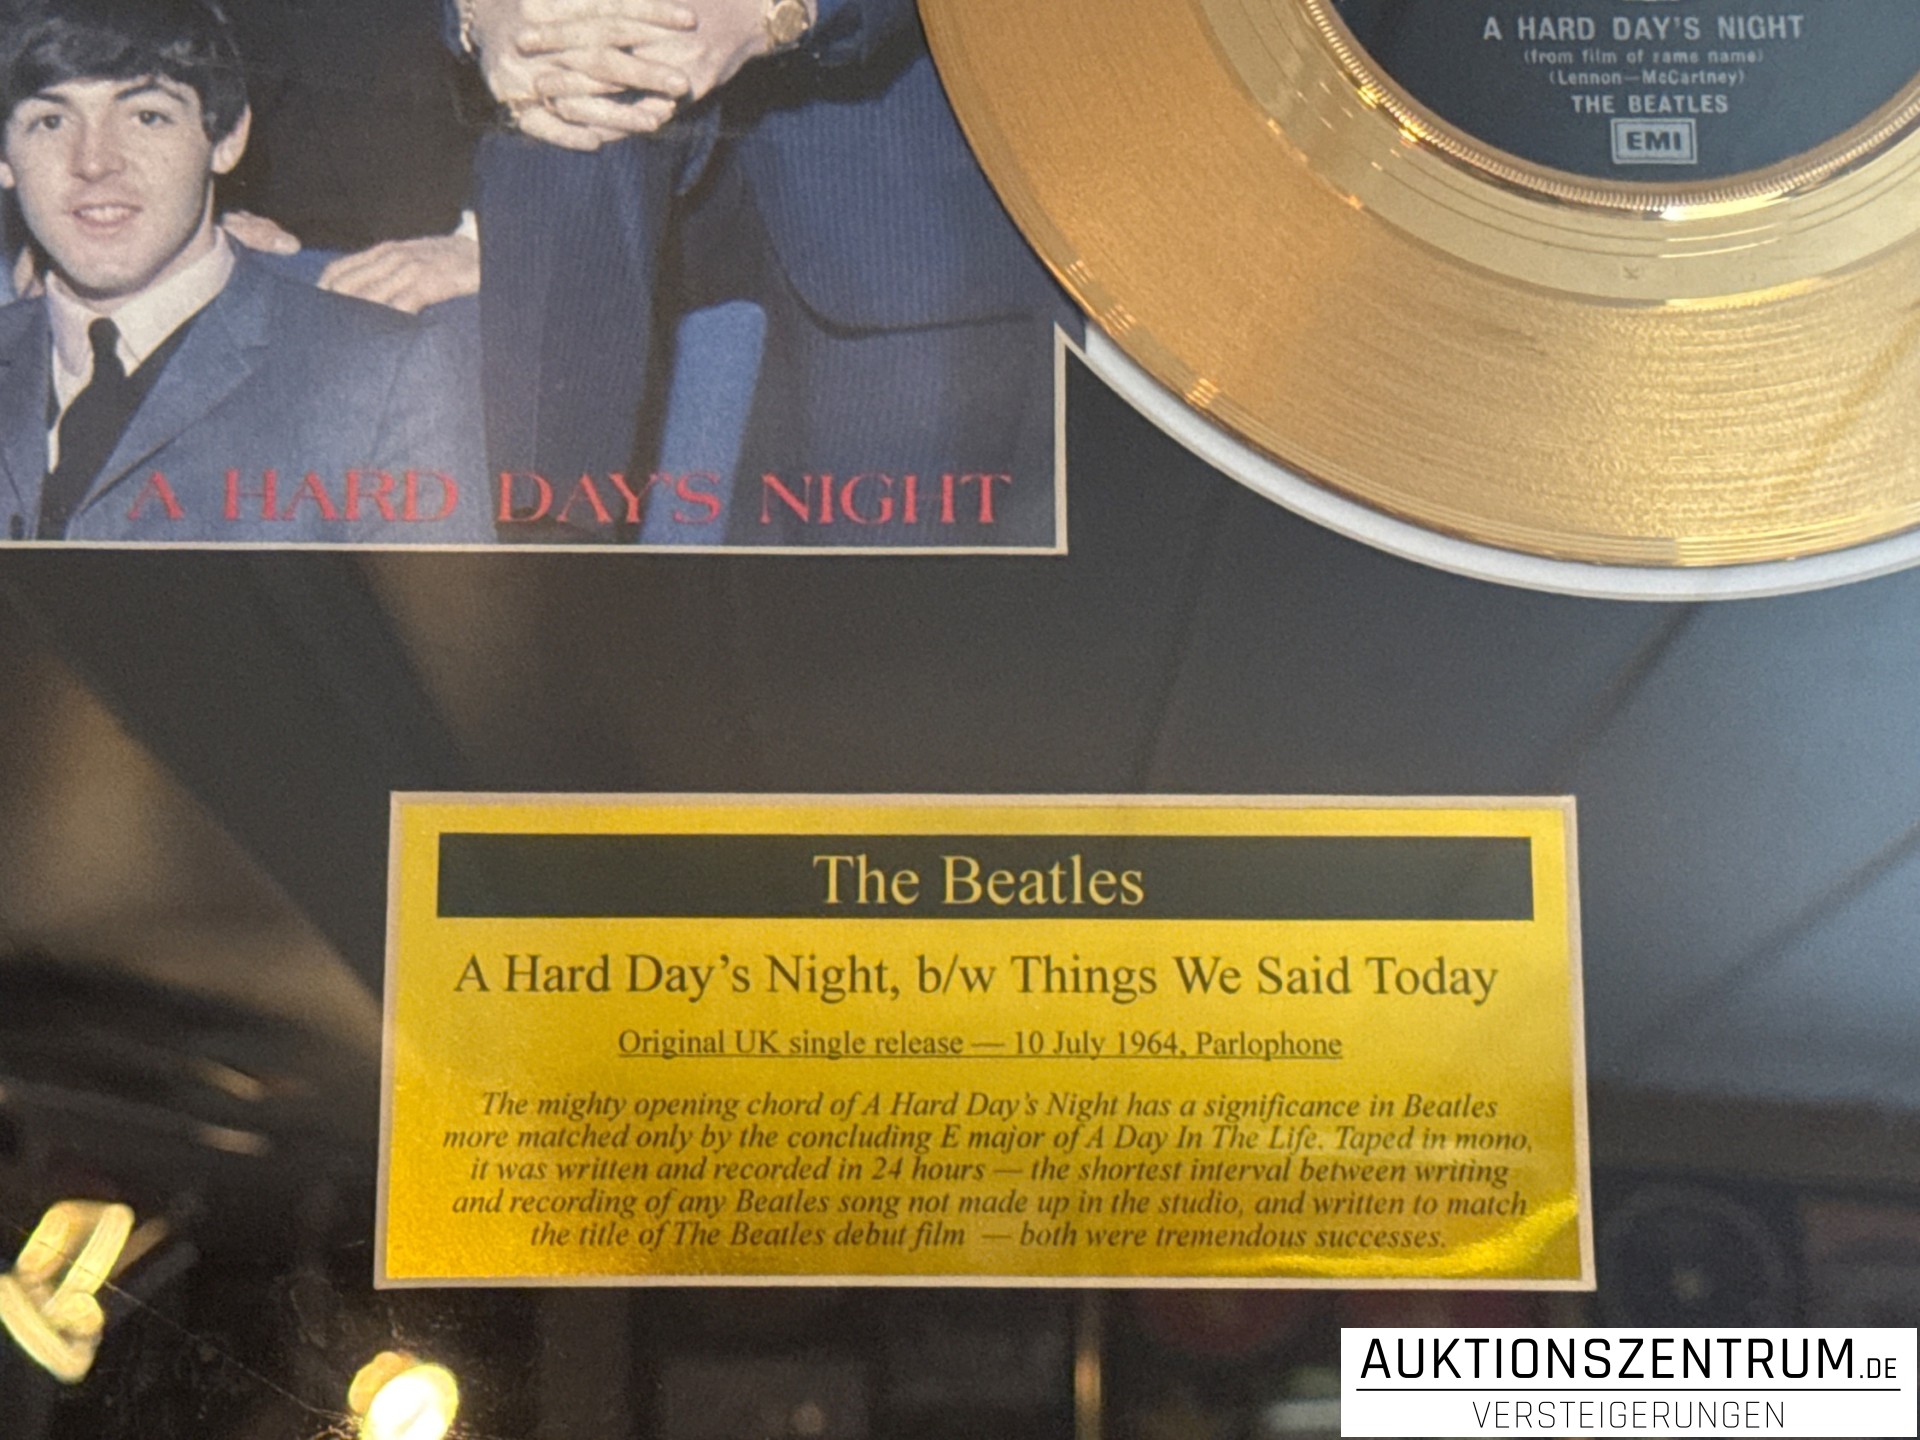 A HARD DAY'S NIGHT
(from film of same name)
(Lennon—McCartney)
THE BEATLES
EMI
A HARD DAY'S NIGHT
The Beatles
A Hard Day's Night, b/w Things We Said Today
Original UK single release — 10 July 1964, Parlophone
The mighty opening chord of A Hard Day's Night has a significance in Beatles
more matched only by the concluding E major of A Day In The Life. Taped in mono,
it was written and recorded in 24 hours — the shortest interval between writing
and recording of any Beatles song not made up in the studio, and written to match
the title of The Beatles debut film — both were tremendous successes.
AUKTIONSZENTRUM.DE
VERSTEIGERUNGEN